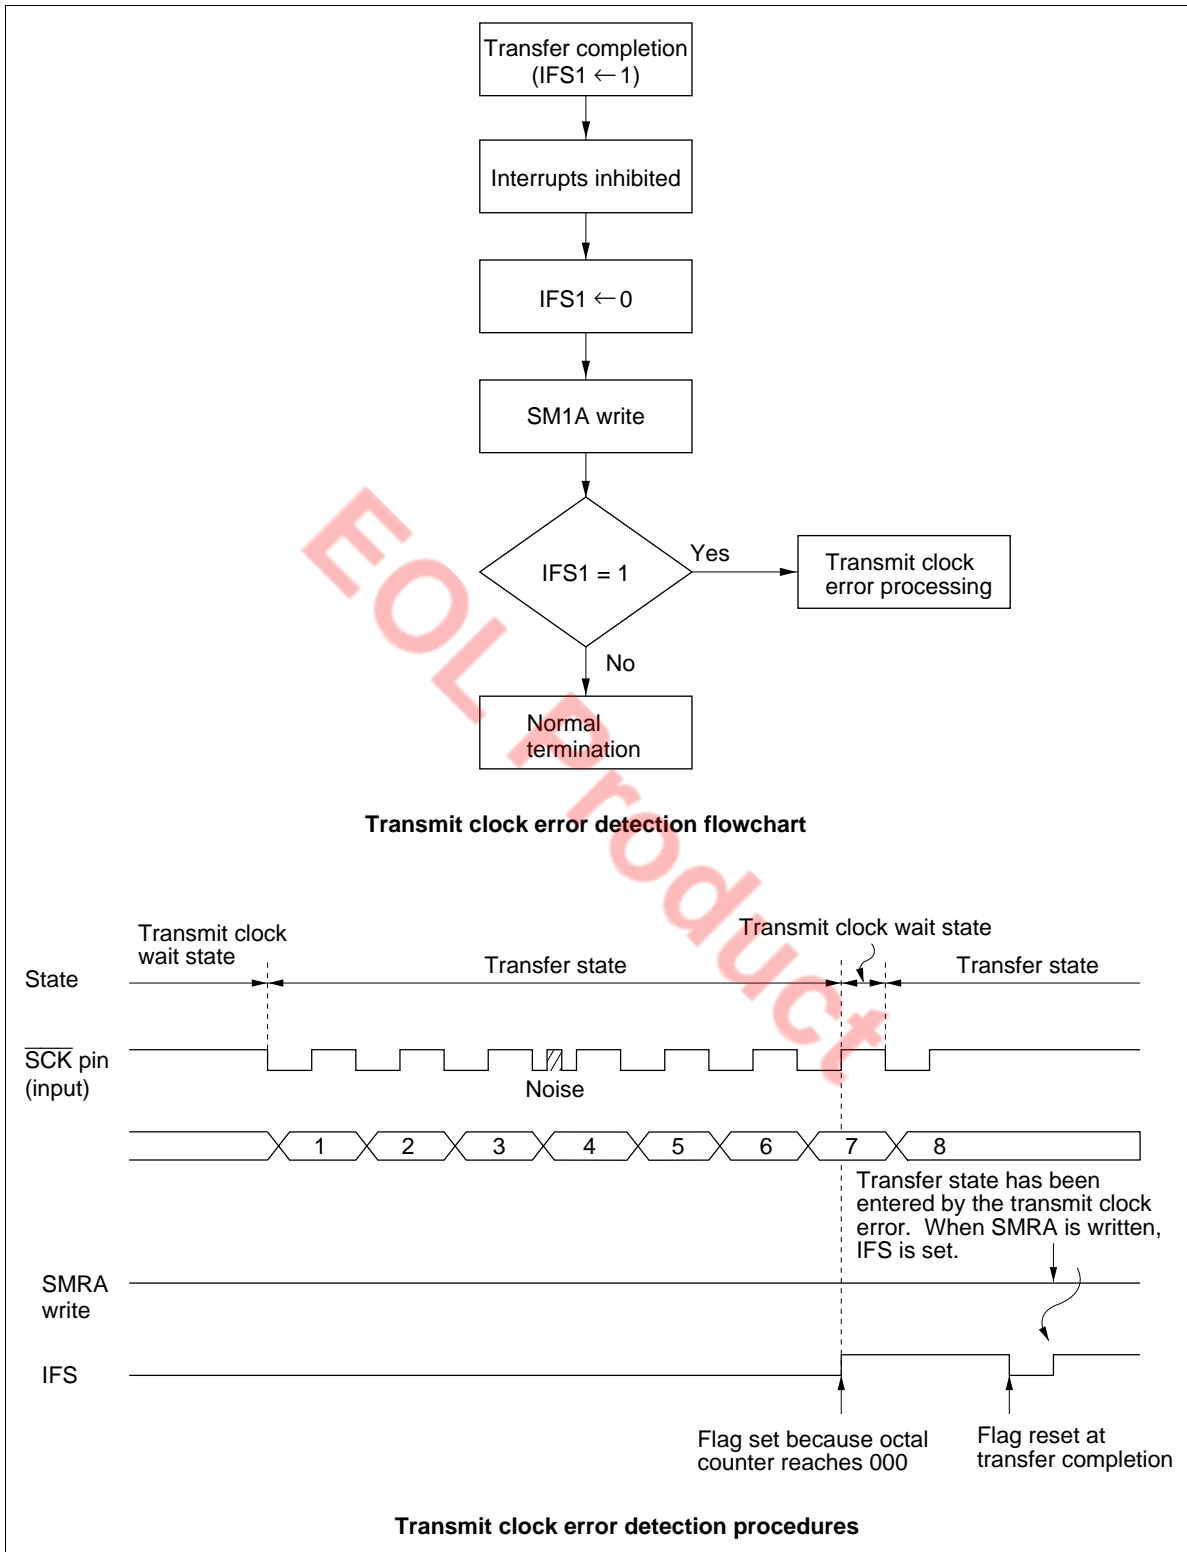 Transfer completion
(IFS1 ← 1)
Interrupts inhibited
IFS1 ← 0
SM1A write
IFS1 = 1
Yes
Transmit clock
error processing
No
Normal
termination
Transmit clock error detection flowchart
EOL Product
Transmit clock
wait state
Transmit clock wait state
State
Transfer state
Transfer state
SCK pin
(input)
Noise
1 2 3 4 5 6 7 8
Transfer state has been
entered by the transmit clock
error. When SMRA is written,
IFS is set.
SMRA
write
IFS
Flag set because octal
counter reaches 000
Flag reset at
transfer completion
Transmit clock error detection procedures